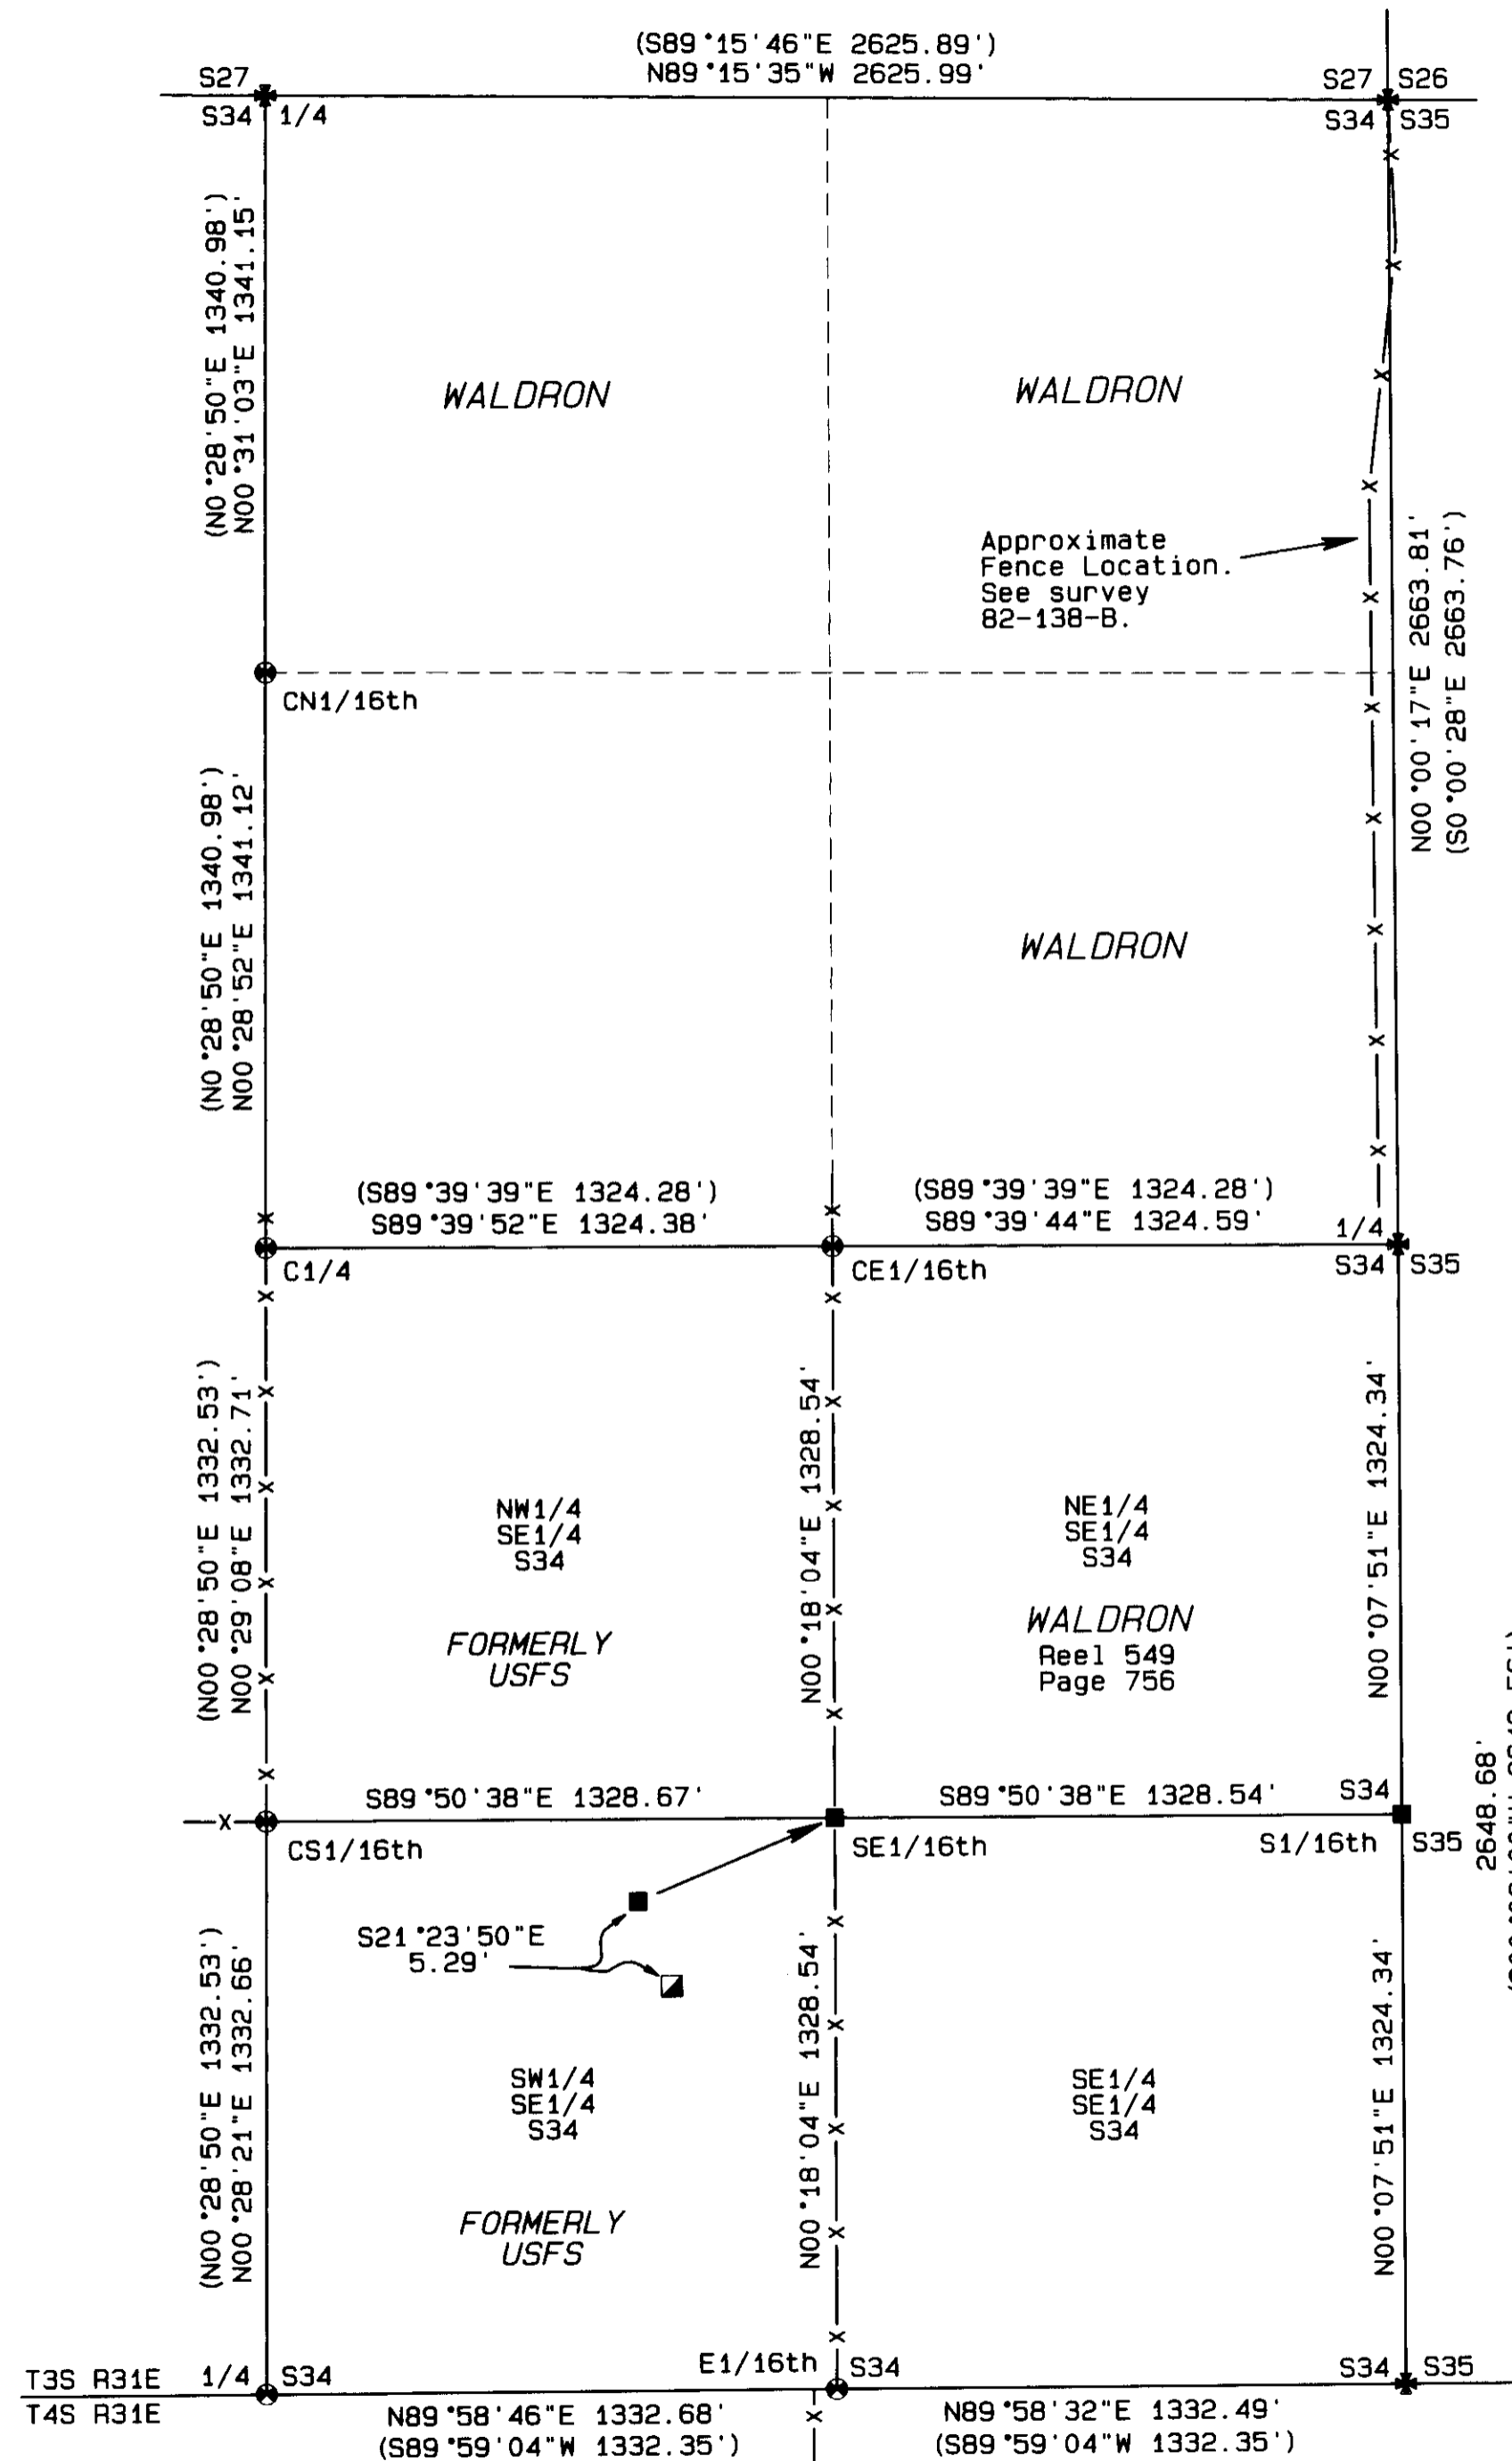 (S89°15'46"E 2625.89')
N89°15'35"W 2625.99'
S27
S34
1/4
S27
S26
S34
S35
(N0°28'50"E 1340.98')
N00°31'03"E 1341.15'
WALDRON
WALDRON
Approximate
Fence Location.
See survey
82-138-B.
N00°00'17"E 2663.81'
(S0°00'28"E 2663.76')
CN1/16th
(N0°28'50"E 1340.98')
N00°28'52"E 1341.12'
WALDRON
(S89°39'39"E 1324.28')
S89°39'52"E 1324.38'
(S89°39'39"E 1324.28')
S89°39'44"E 1324.59'
1/4
C1/4
CE1/16th
S34
S35
(N00°28'50"E 1332.53')
N00°29'08"E 1332.71'
N00°18'04"E 1328.54'
N00°07'51"E 1324.34'
NW1/4
SE1/4
S34
FORMERLY
USFS
NE1/4
SE1/4
S34
WALDRON
Reel 549
Page 756
S89°50'38"E 1328.67'
S89°50'38"E 1328.54'
S34
CS1/16th
SE1/16th
S1/16th
S35
2648.68'
S21°23'50"E
5.29'
(N00°28'50"E 1332.53')
N00°28'21"E 1332.66'
N00°18'04"E 1328.54'
N00°07'51"E 1324.34'
SW1/4
SE1/4
S34
FORMERLY
USFS
SE1/4
SE1/4
S34
T3S R31E
1/4
S34
E1/16th
S34
S34
S35
T4S R31E
N89°58'46"E 1332.68'
(S89°59'04"W 1332.35')
N89°58'32"E 1332.49'
(S89°59'04"W 1332.35')